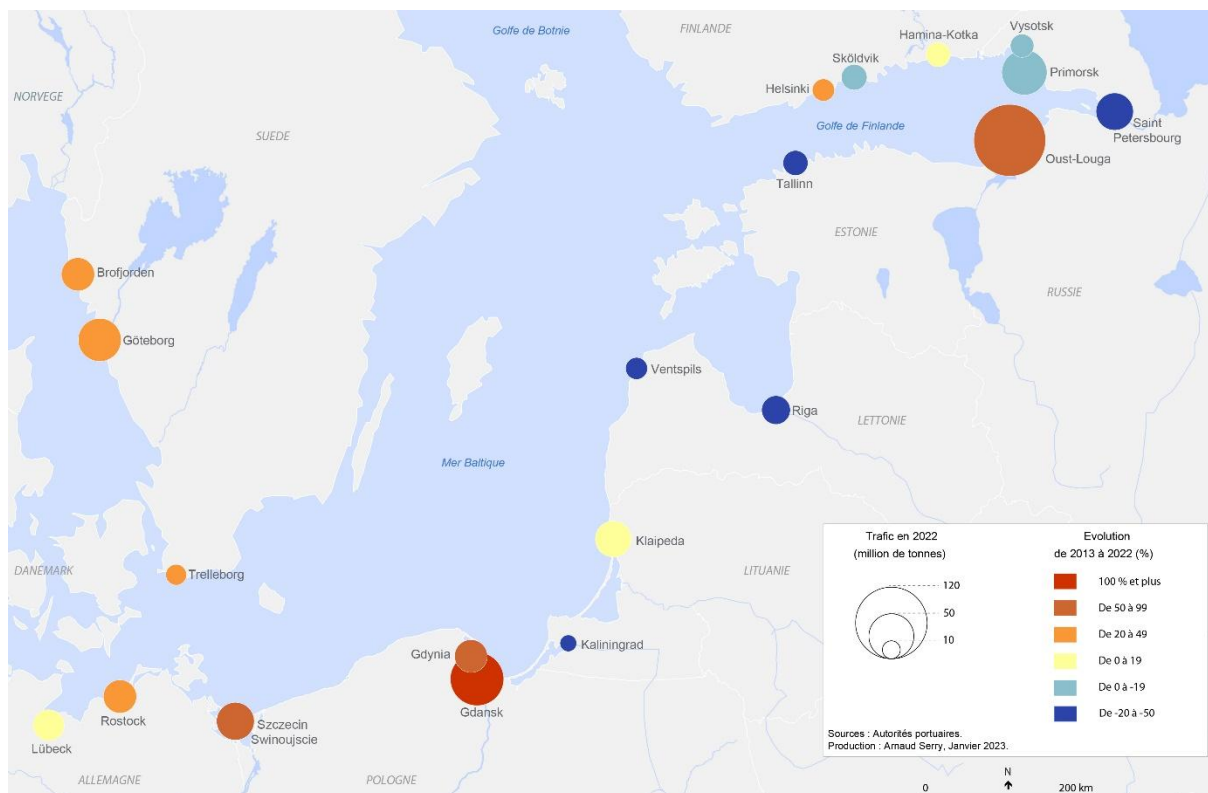 Golfe de Botnie
FINLANDE
Hamina-Kotka
Vysotsk
Sköldvik
Primorsk
NORVEGE
Helsinki
SUEDE
Golfe de Finlande
Saint
Petersbourg
Oust-Louga
Tallinn
ESTONIE
Brofjorden
RUSSIE
Göteborg
Ventspils
Riga
LETTONIE
Mer Baltique
Klaipeda
DANEMARK
Trelleborg
LITUANIE
Kaliningrad
Gdynia
Gdansk
Rostock
Szczecin
Swinoujscie
Lübeck
ALLEMAGNE
POLOGNE
Trafic en 2022
(million de tonnes)
120
50
10
Evolution
de 2013 à 2022 (%)
100 % et plus
De 50 à 99
De 20 à 49
De 0 à 19
De 0 à -19
De -20 à -50
Sources : Autorités portuaires.
Production : Arnaud Serry, Janvier 2023.
N
0
200 km